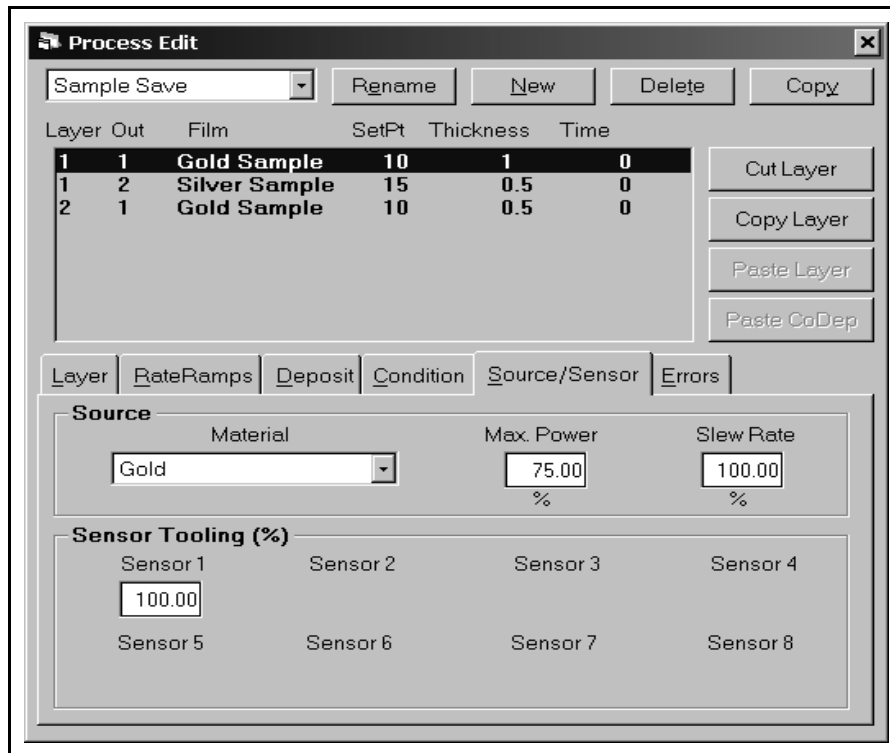 Process Edit
Sample Save Rename New Delete Copy
Layer Out Film SetPt Thickness Time
1 1 Gold Sample 10 1 0
1 2 Silver Sample 15 0.5 0
2 1 Gold Sample 10 0.5 0
Cut Layer
Copy Layer
Paste Layer
Paste CoDep
Layer RateRamps Deposit Condition Source/Sensor Errors
Source
Material Max. Power Slew Rate
Gold 75.00 100.00
% %
Sensor Tooling (%)
Sensor 1 Sensor 2 Sensor 3 Sensor 4
100.00
Sensor 5 Sensor 6 Sensor 7 Sensor 8